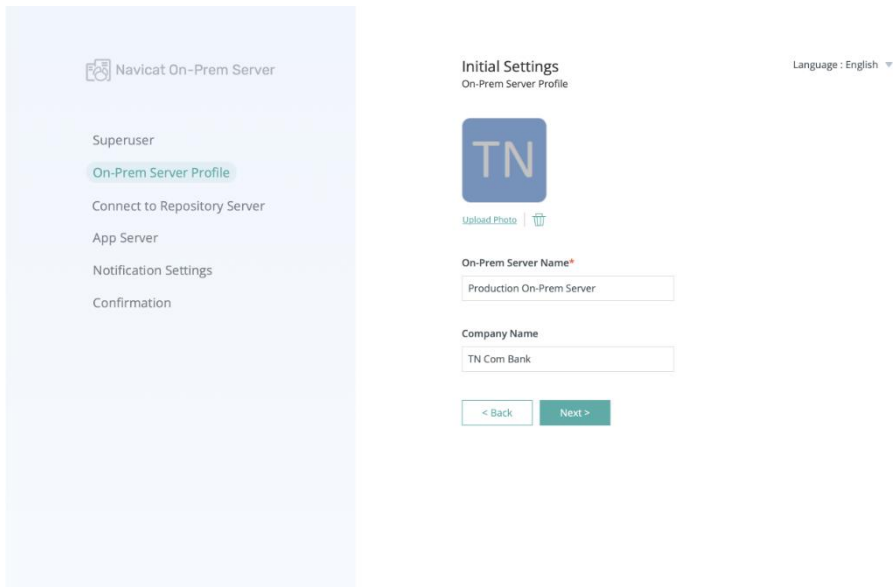 Navicat On-Prem Server
Superuser
On-Prem Server Profile
Connect to Repository Server
App Server
Notification Settings
Confirmation
Initial Settings
Language : English
On-Prem Server Profile
TN
Upload Photo
On-Prem Server Name*
Production On-Prem Server
Company Name
TN Com Bank
< Back
Next >